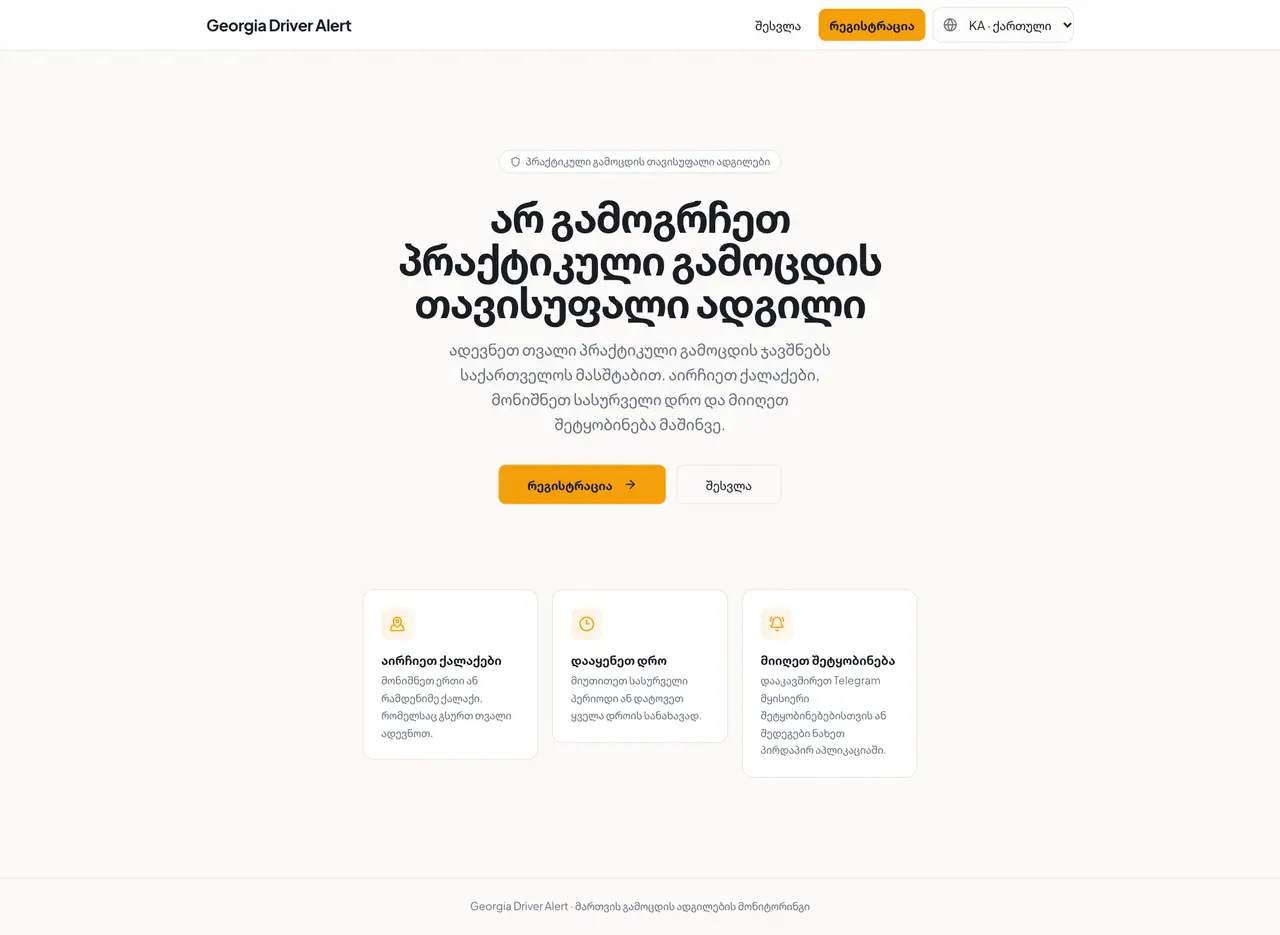 Georgia Driver Alert
შესვლა
რეგისტრაცია
KA · ქართული
პრაქტიკული გამოცდის თავისუფალი ადგილები
არ გამოგრჩეთ
პრაქტიკული გამოცდის
თავისუფალი ადგილი
ადევნეთ თვალი პრაქტიკული გამოცდის ჯავშნებს
საქართველოს მასშტაბით. აირჩიეთ ქალაქები,
მონიშნეთ სასურველი დრო და მიიღეთ
შეტყობინება მაშინვე.
რეგისტრაცია
შესვლა
აირჩიეთ ქალაქები
მონიშნეთ ერთი ან
რამდენიმე ქალაქი,
რომელსაც გსურთ თვალი
ადევნოთ.
დააყენეთ დრო
მიუთითეთ სასურველი
პერიოდი ან დატოვეთ
ყველა დროის სანახავად.
მიიღეთ შეტყობინება
დააკავშირეთ Telegram
მყისიერი
შეტყობინებებისთვის ან
შედეგები ნახეთ
პირდაპირ აპლიკაციაში.
Georgia Driver Alert · მართვის გამოცდის ადგილების მონიტორინგი